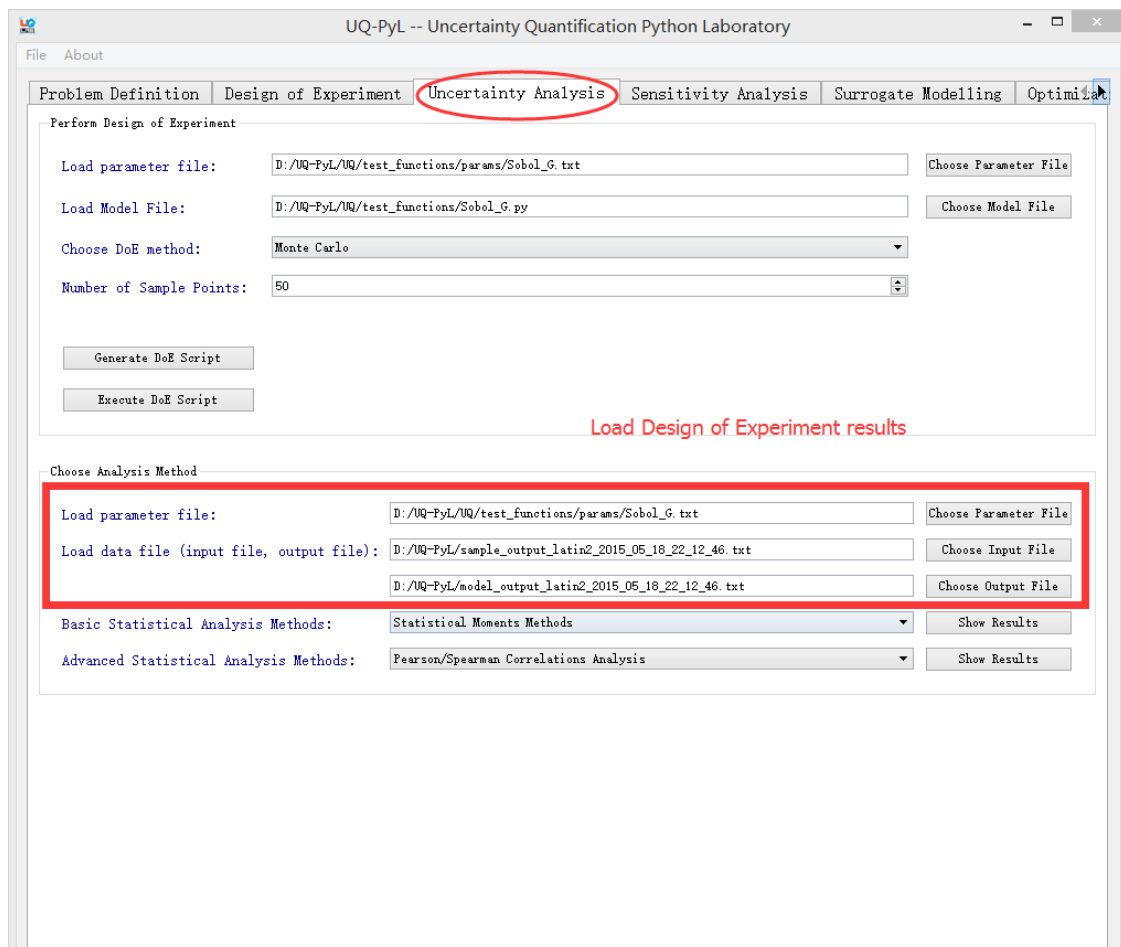 UQ-PyL -- Uncertainty Quantification Python Laboratory
File About
Problem Definition Design of Experiment Uncertainty Analysis Sensitivity Analysis Surrogate Modelling
Perform Design of Experiment
Load parameter file: D:/UQ-PyL/UQ/test_functions/params/Sobol_G.txt Choose Parameter File
Load Model File: D:/UQ-PyL/UQ/test_functions/Sobol_G.py Choose Model File
Choose DoE method: Monte Carlo
Number of Sample Points: 50
Generate DoE Script
Execute DoE Script
Load Design of Experiment results
Choose Analysis Method
Load parameter file: D:/UQ-PyL/UQ/test_functions/params/Sobol_G.txt Choose Parameter File
Load data file (input file, output file): D:/UQ-PyL/sample_output_latin2_2015_05_18_22_12_46.txt Choose Input File
D:/UQ-PyL/model_output_latin2_2015_05_18_22_12_46.txt Choose Output File
Basic Statistical Analysis Methods: Statistical Moments Methods Show Results
Advanced Statistical Analysis Methods: Pearson/Spearman Correlations Analysis Show Results